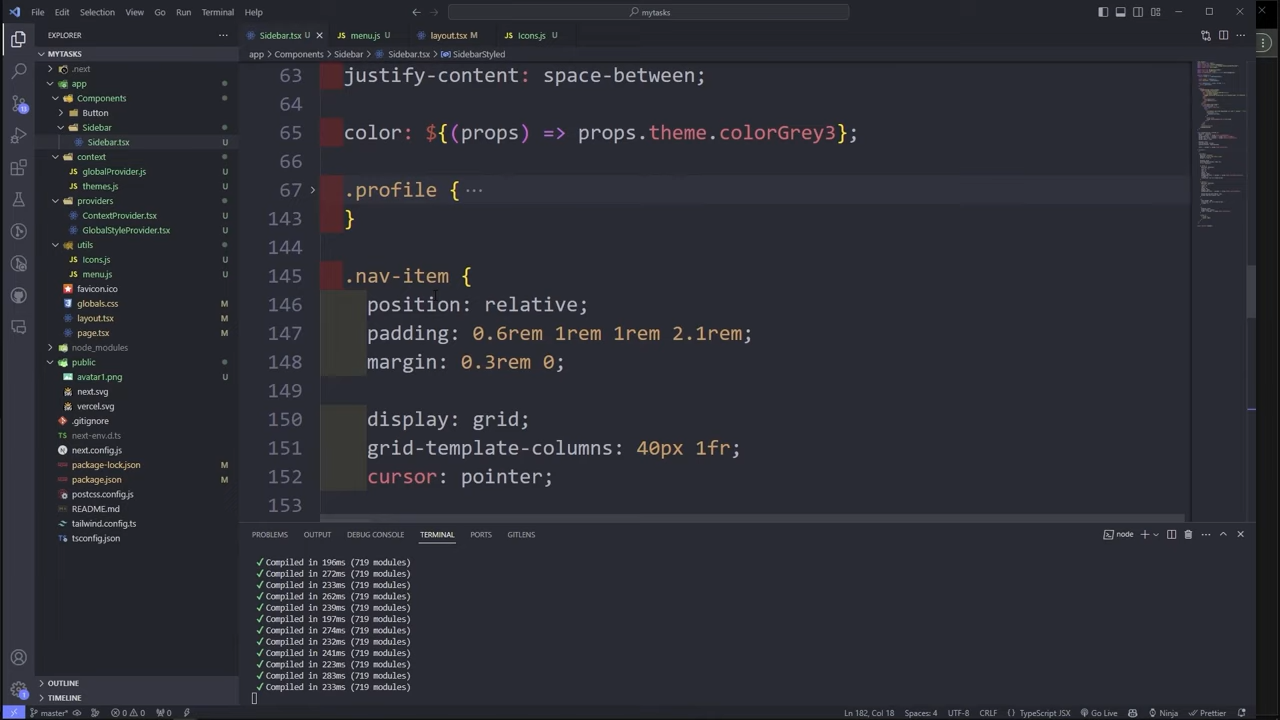 File Edit Selection View Go Run Terminal Help
mytasks
EXPLORER
MYTASKS
.next
app
Components
Button
Sidebar
Sidebar.tsx U
context
globalProvider.js U
themes.js U
providers
ContextProvider.tsx U
GlobalStyleProvider.tsx U
utils
Icons.js U
menu.js U
favicon.ico
globals.css M
layout.tsx M
page.tsx M
node_modules
public
avatar1.png U
next.svg
vercel.svg
.gitignore
next-env.d.ts
next.config.js
package-lock.json M
package.json M
postcss.config.js
README.md
tailwind.config.ts
tsconfig.json
OUTLINE
TIMELINE
Sidebar.tsx U menu.js U layout.tsx M Icons.js U
app > Components > Sidebar > Sidebar.tsx > SidebarStyled
63 justify-content: space-between;
64
65 color: ${(props) => props.theme.colorGrey3};
66
67 .profile { ···
143 }
144
145 .nav-item {
146 position: relative;
147 padding: 0.6rem 1rem 1rem 2.1rem;
148 margin: 0.3rem 0;
149
150 display: grid;
151 grid-template-columns: 40px 1fr;
152 cursor: pointer;
153
PROBLEMS OUTPUT DEBUG CONSOLE TERMINAL PORTS GITLENS
node
✓ Compiled in 196ms (719 modules)
✓ Compiled in 272ms (719 modules)
✓ Compiled in 233ms (719 modules)
✓ Compiled in 262ms (719 modules)
✓ Compiled in 239ms (719 modules)
✓ Compiled in 197ms (719 modules)
✓ Compiled in 274ms (719 modules)
✓ Compiled in 232ms (719 modules)
✓ Compiled in 241ms (719 modules)
✓ Compiled in 223ms (719 modules)
✓ Compiled in 283ms (719 modules)
✓ Compiled in 233ms (719 modules)
master* 0 0 0 Ln 182, Col 18 Spaces: 4 UTF-8 CRLF TypeScript JSX Go Live Ninja Prettier